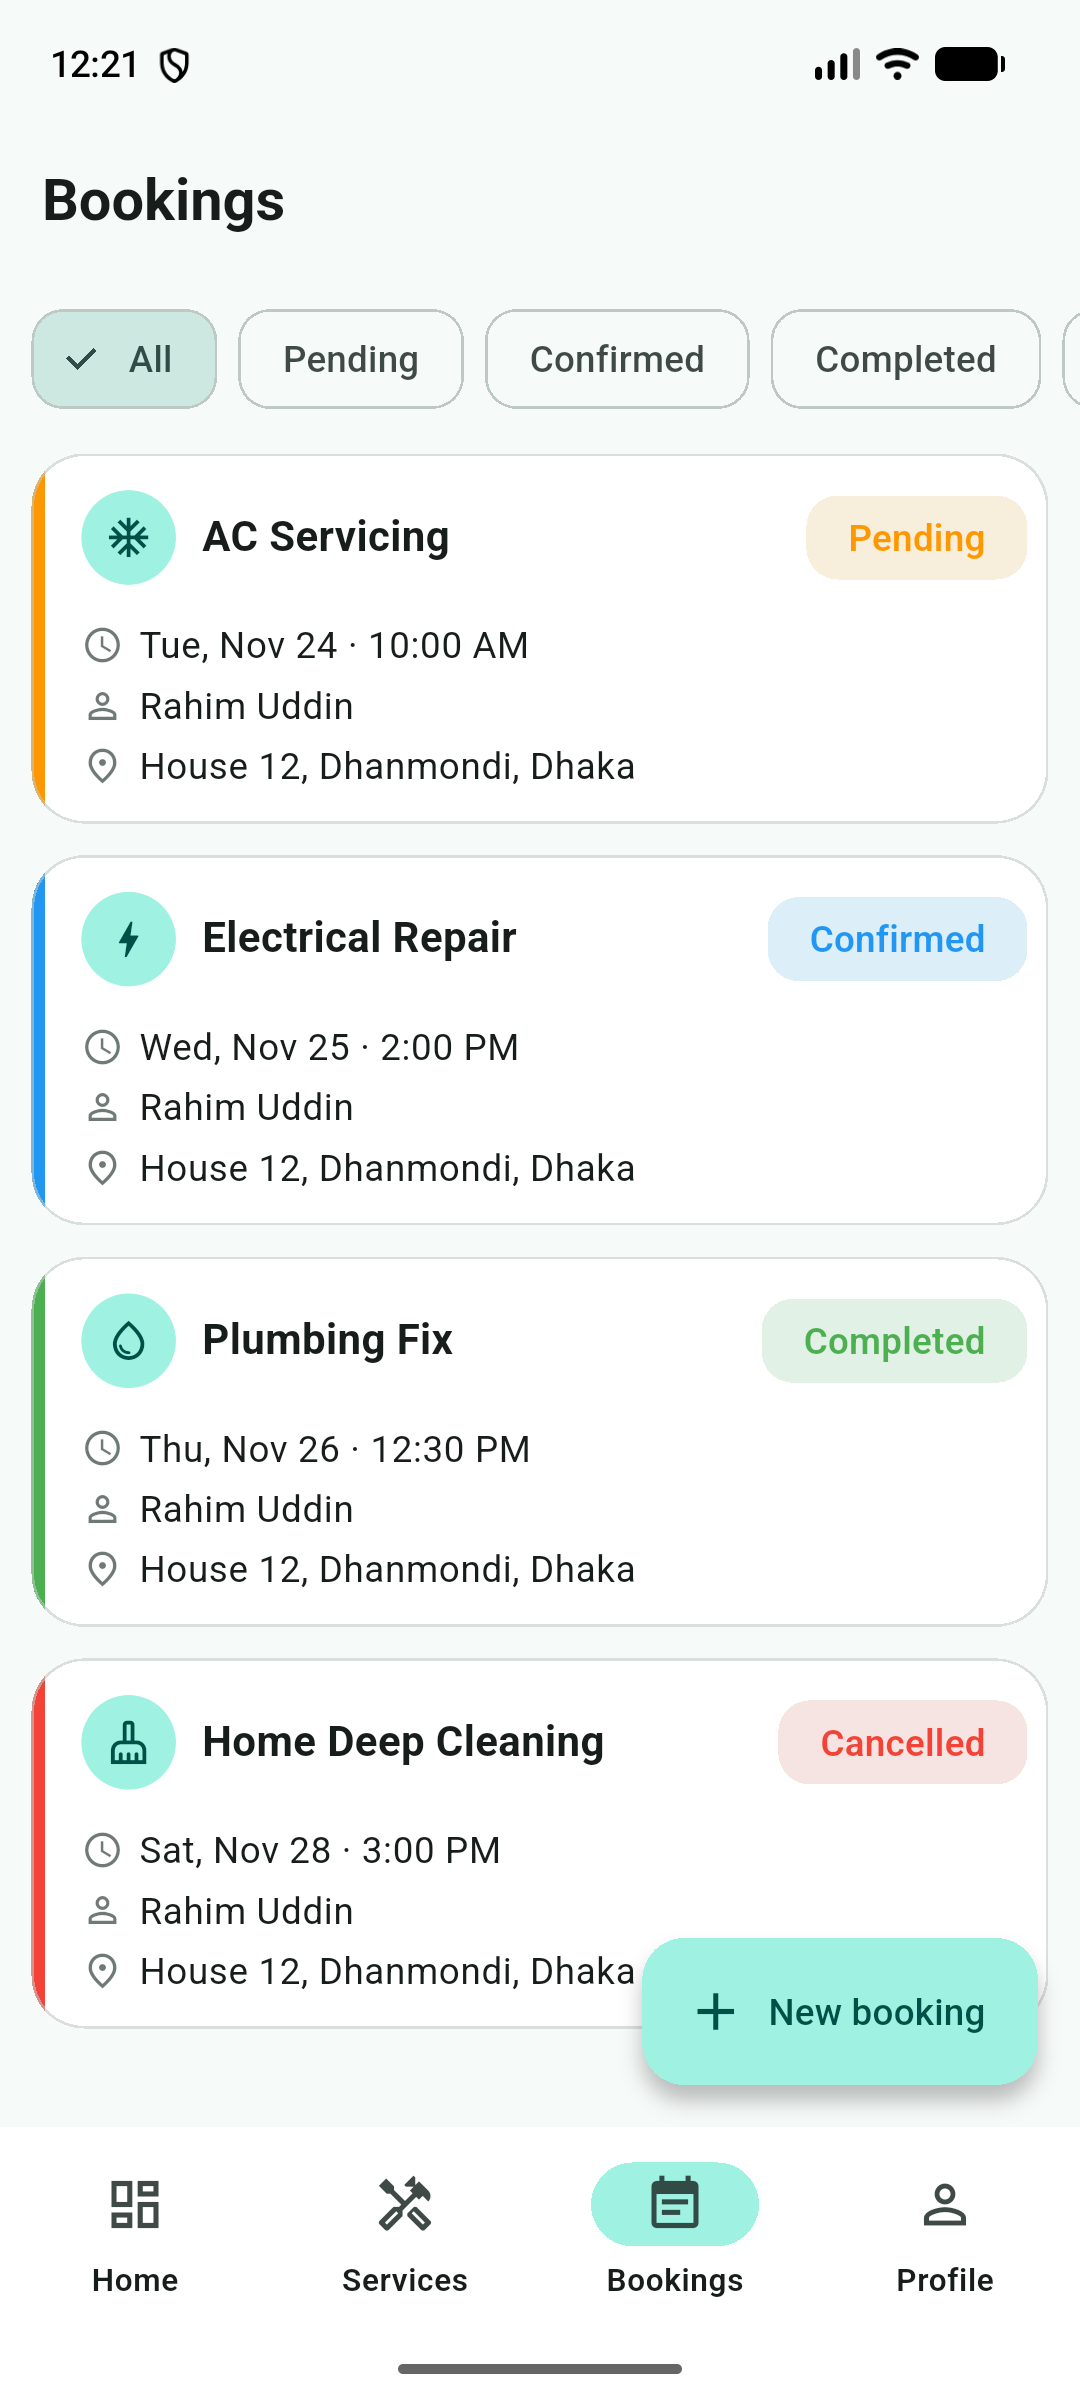 12:21
Bookings
All
Pending
Confirmed
Completed
AC Servicing
Pending
Tue, Nov 24 · 10:00 AM
Rahim Uddin
House 12, Dhanmondi, Dhaka
Electrical Repair
Confirmed
Wed, Nov 25 · 2:00 PM
Rahim Uddin
House 12, Dhanmondi, Dhaka
Plumbing Fix
Completed
Thu, Nov 26 · 12:30 PM
Rahim Uddin
House 12, Dhanmondi, Dhaka
Home Deep Cleaning
Cancelled
Sat, Nov 28 · 3:00 PM
Rahim Uddin
House 12, Dhanmondi, Dhaka
New booking
Home
Services
Bookings
Profile